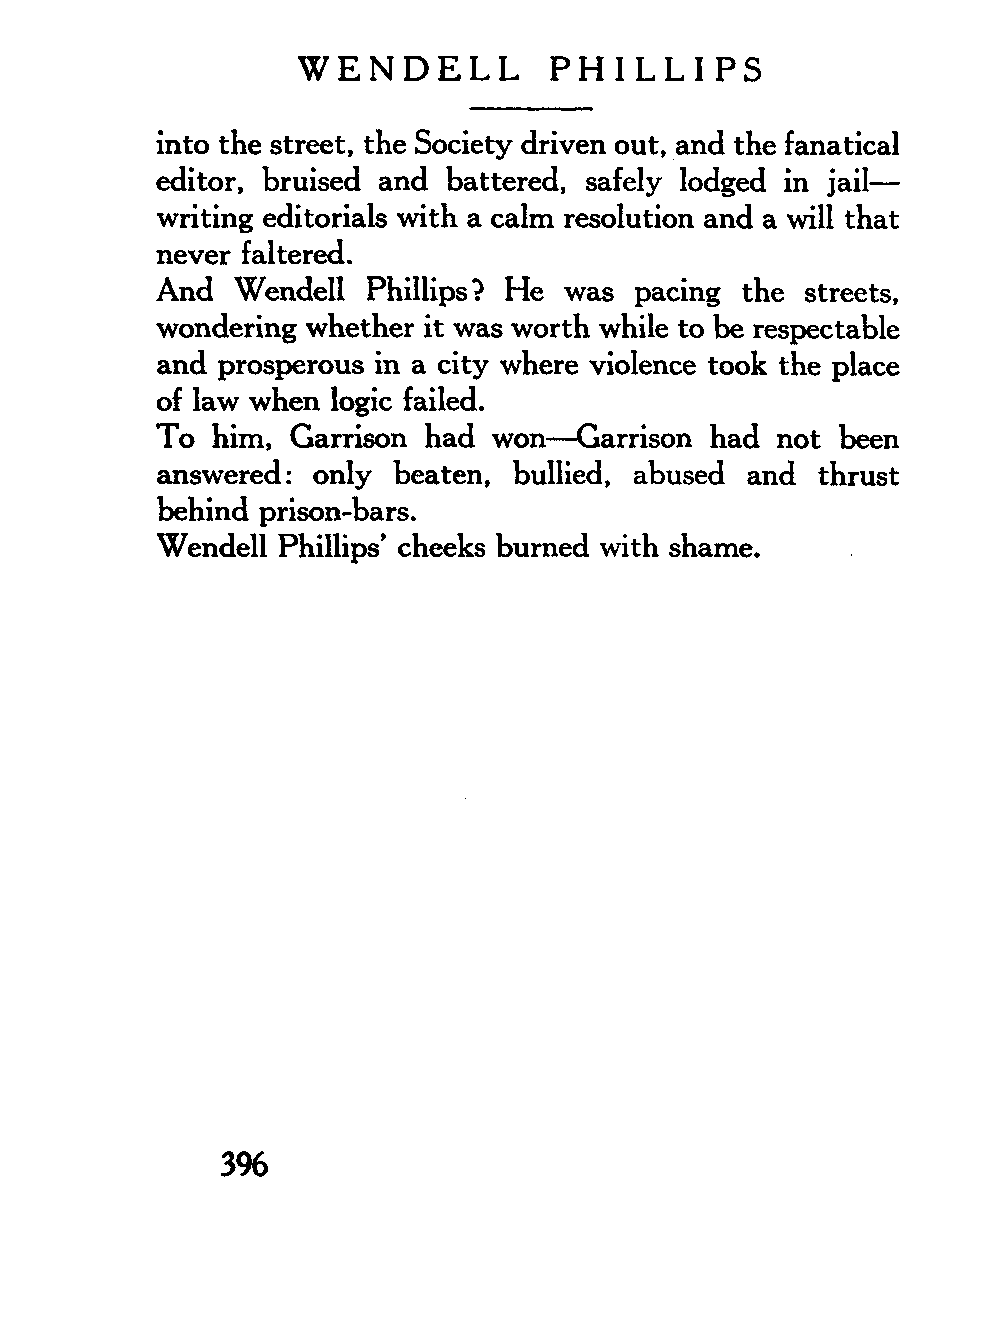 WENDELL PHILLIPS
into the street, the Society driven out, and the fanatical
editor, bruised and battered, safely lodged in jail—
writing editorials with a calm resolution and a will that
never faltered.
And Wendell Phillips? He was pacing the streets,
wondering whether it was worth while to be respectable
and prosperous in a city where violence took the place
of law when logic failed.
To him, Garrison had won—Garrison had not been
answered: only beaten, bullied, abused and thrust
behind prison-bars.
Wendell Phillips' cheeks burned with shame.
396